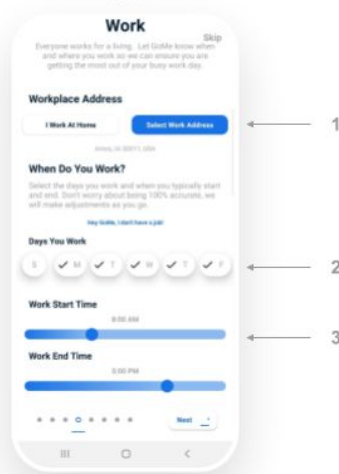 Work
Skip
Everyone works for a living. Let GoMe know when
and where you work so we can ensure you are
getting the most out of your busy work day.
Workplace Address
I Work At Home
Select Work Address
1
When Do You Work?
Select the days you work and when you typically start
and end. Don't worry about being 100% accurate, we
will make adjustments as you go.
Hey GoMe, I don't have a job!
Days You Work
S M T W T F
2
Work Start Time
8:00 AM
3
Work End Time
5:00 PM
Next